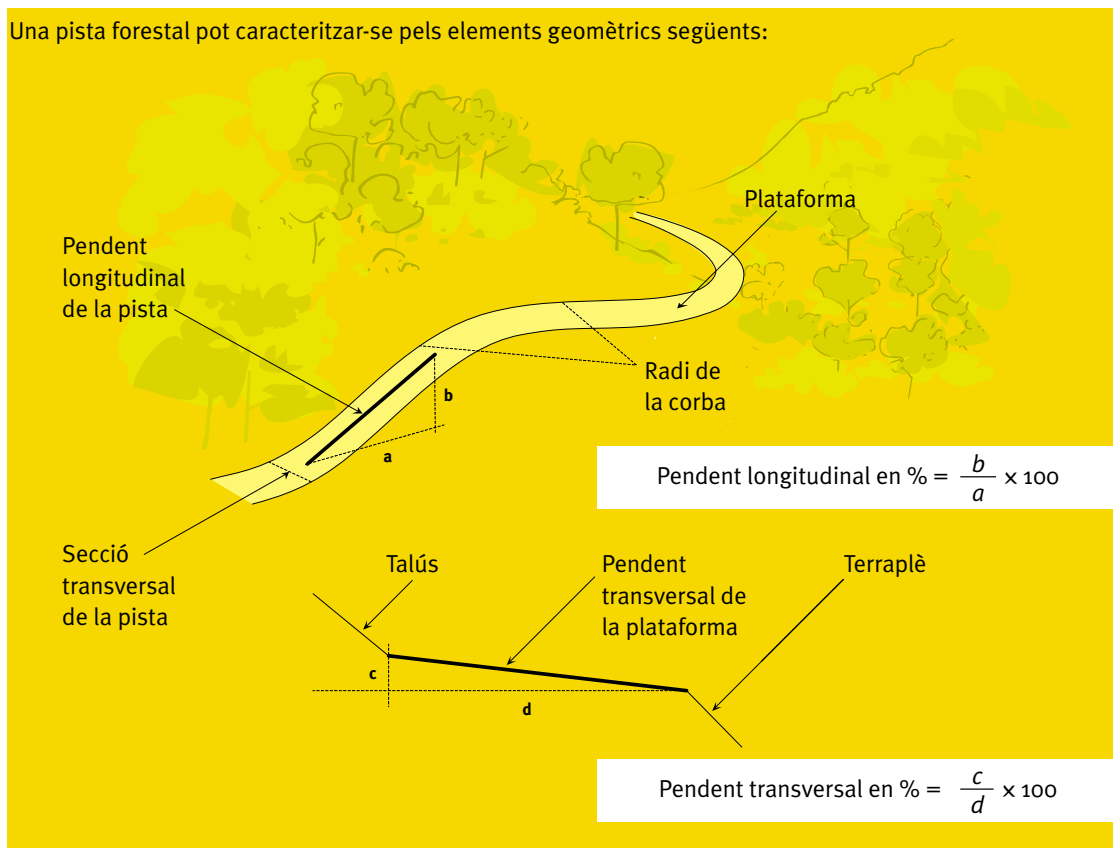 Una pista forestal pot caracteritzar-se pels elements geomètrics següents:
Plataforma
Pendent
longitudinal
de la pista
Radi de
la corba
b
a
Pendent longitudinal en % = b/a x 100
Secció
transversal
de la pista
Talús
Pendent
transversal de
la plataforma
Terraplè
c
d
Pendent transversal en % = c/d x 100